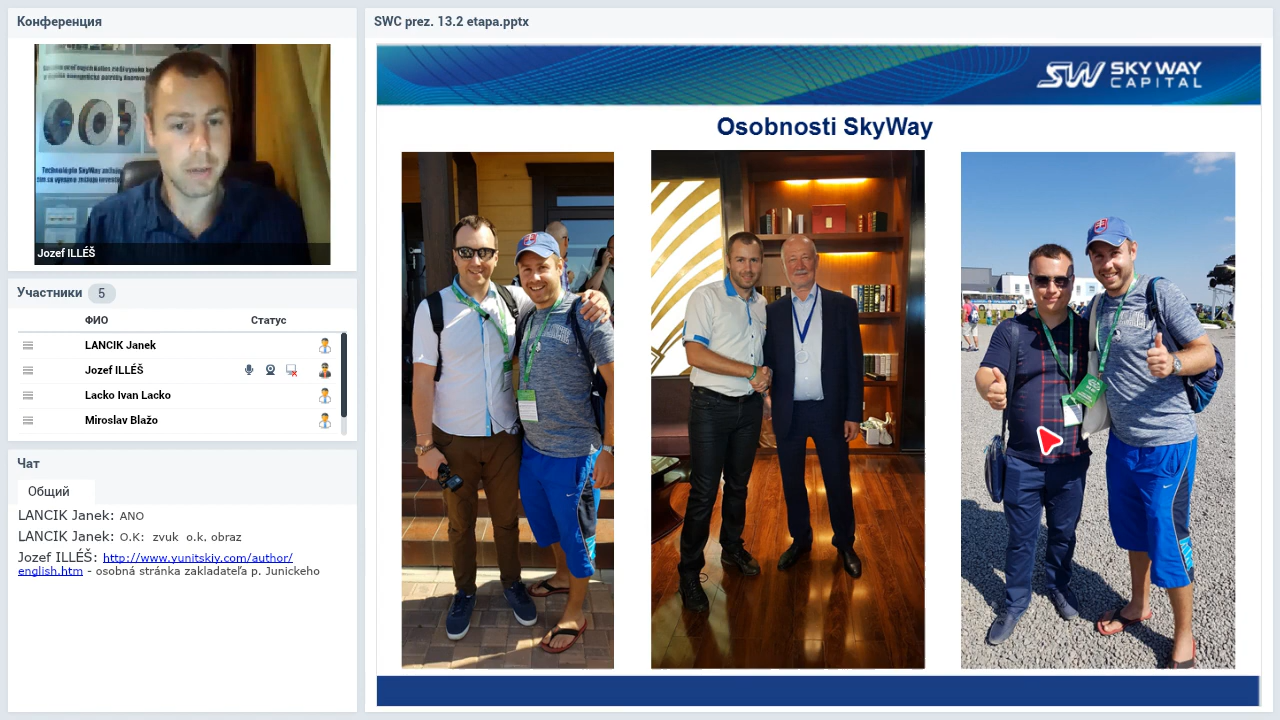 Конференция
Jozef ILLÉŠ
Участники 5
ФИО Статус
LANCIK Janek
Jozef ILLÉŠ
Lacko Ivan Lacko
Miroslav Blažo
Чат
Общий
LANCIK Janek: ANO
LANCIK Janek: O.K: zvuk o.k. obraz
Jozef ILLÉŠ: http://www.yunitskiy.com/author/
english.htm - osobná stránka zakladateľa p. Junickeho
SWC prez. 13.2 etapa.pptx
SW SKY WAY
CAPITAL
Osobnosti SkyWay